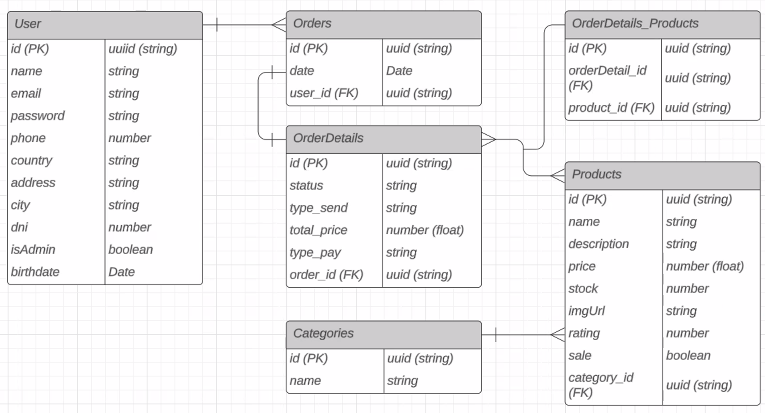 User
id (PK) uuiid (string)
name string
email string
password string
phone number
country string
address string
city string
dni number
isAdmin boolean
birthdate Date
Orders
id (PK) uuid (string)
date Date
user_id (FK) uuid (string)
OrderDetails
id (PK) uuid (string)
status string
type_send string
total_price number (float)
type_pay string
order_id (FK) uuid (string)
Categories
id (PK) uuid (string)
name string
OrderDetails_Products
id (PK) uuid (string)
orderDetail_id
(FK) uuid (string)
product_id (FK) uuid (string)
Products
id (PK) uuid (string)
name string
description string
price number (float)
stock number
imgUrl string
rating number
sale boolean
category_id
(FK) uuid (string)